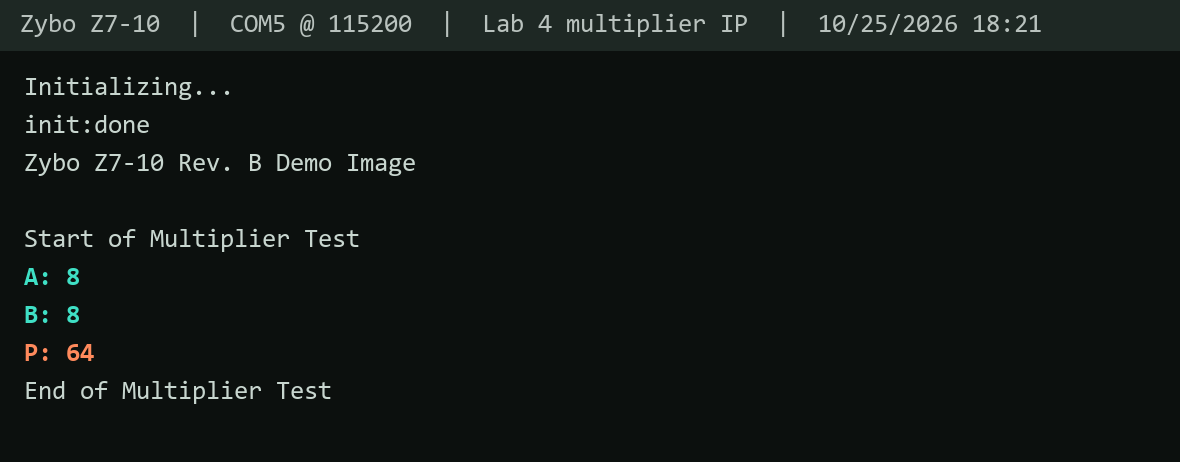 Zybo Z7-10 | COM5 @ 115200 | Lab 4 multiplier IP | 10/25/2026 18:21
Initializing...
init:done
Zybo Z7-10 Rev. B Demo Image
Start of Multiplier Test
A: 8
B: 8
P: 64
End of Multiplier Test